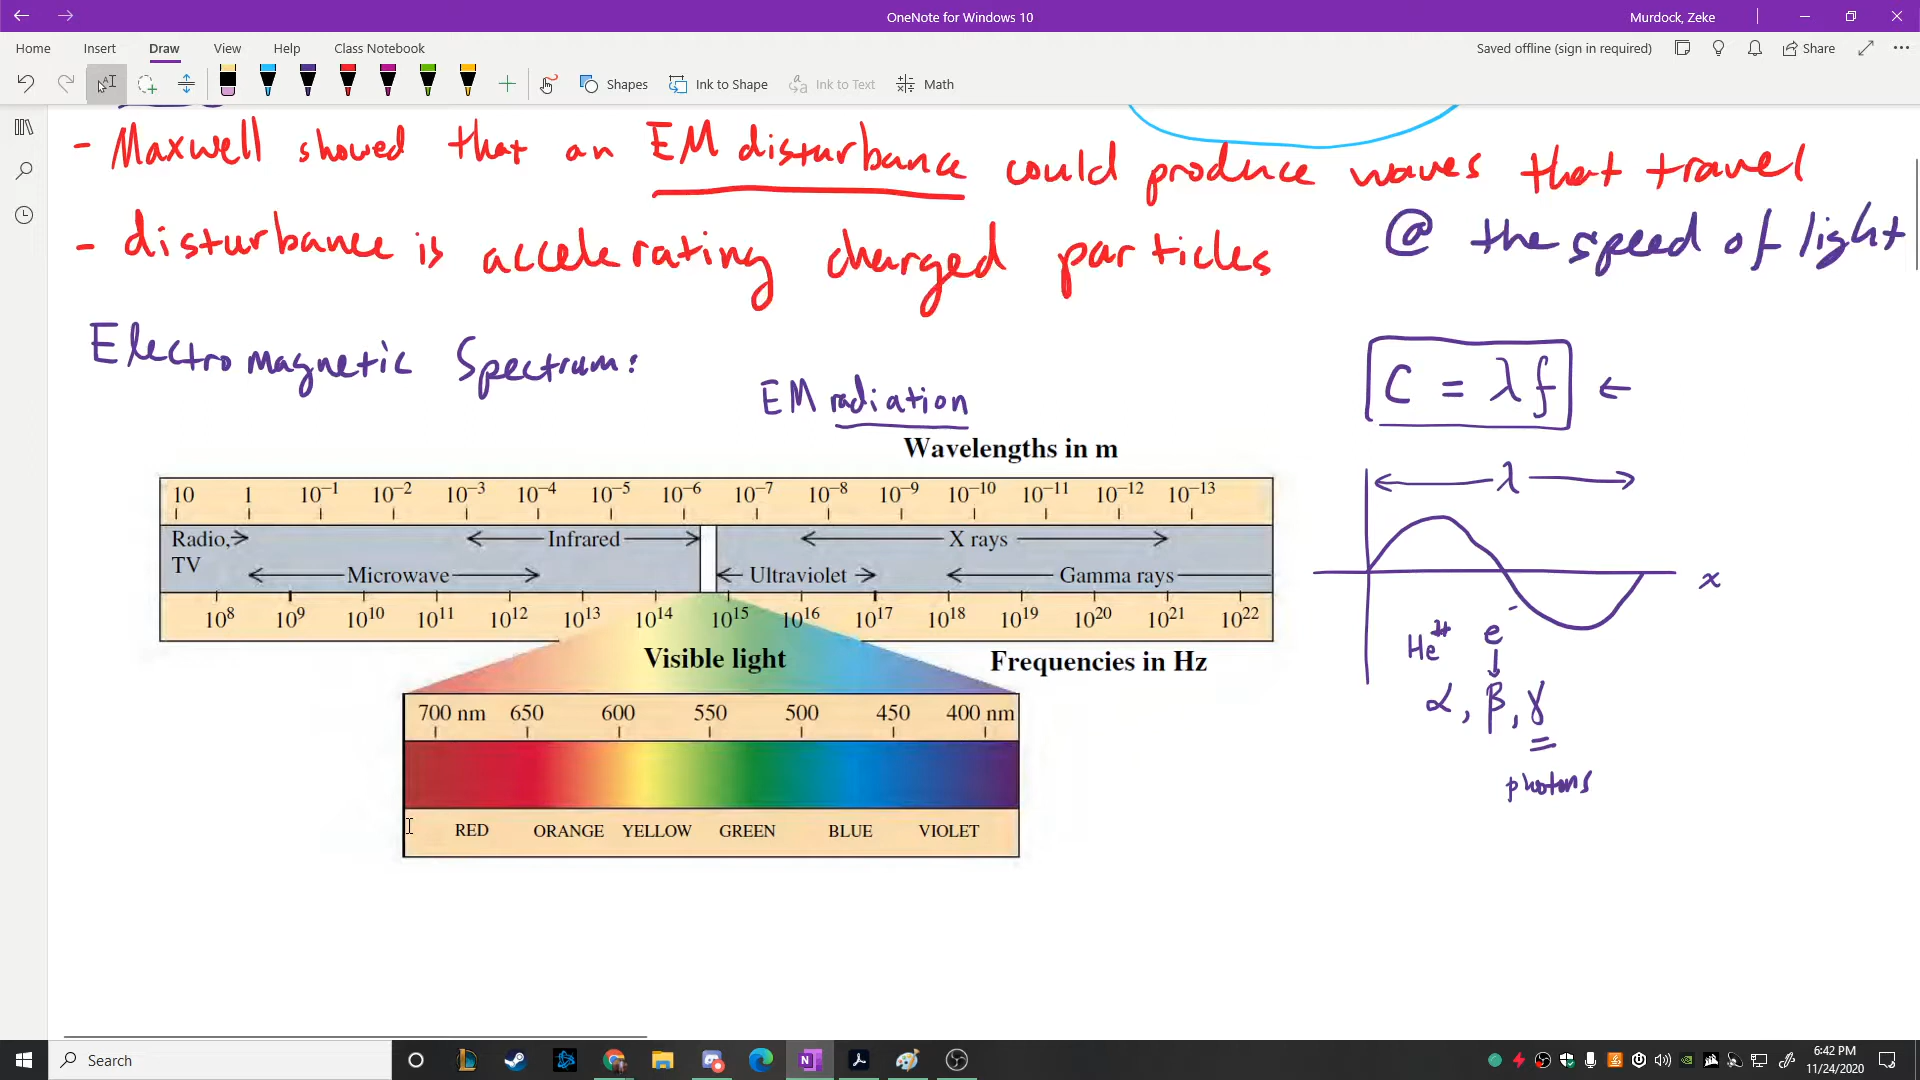 OneNote for Windows 10
Murdock, Zeke
Home Insert Draw View Help Class Notebook
Saved offline (sign in required)
Share
Shapes Ink to Shape Ink to Text Math
- Maxwell showed that an EM disturbance could produce waves that travel
@ the speed of light
- disturbance is accelerating charged particles
Electromagnetic Spectrum:
EM radiation
C = λf ←
Wavelengths in m
10 1 10⁻¹ 10⁻² 10⁻³ 10⁻⁴ 10⁻⁵ 10⁻⁶ 10⁻⁷ 10⁻⁸ 10⁻⁹ 10⁻¹⁰ 10⁻¹¹ 10⁻¹² 10⁻¹³
Radio, TV
Infrared
X rays
Microwave
Ultraviolet
Gamma rays
10⁸ 10⁹ 10¹⁰ 10¹¹ 10¹² 10¹³ 10¹⁴ 10¹⁵ 10¹⁶ 10¹⁷ 10¹⁸ 10¹⁹ 10²⁰ 10²¹ 10²²
Visible light
Frequencies in Hz
700 nm 650 600 550 500 450 400 nm
RED ORANGE YELLOW GREEN BLUE VIOLET
λ
x
He e⁻
α, β, γ
photons
Search
6:42 PM
11/24/2020